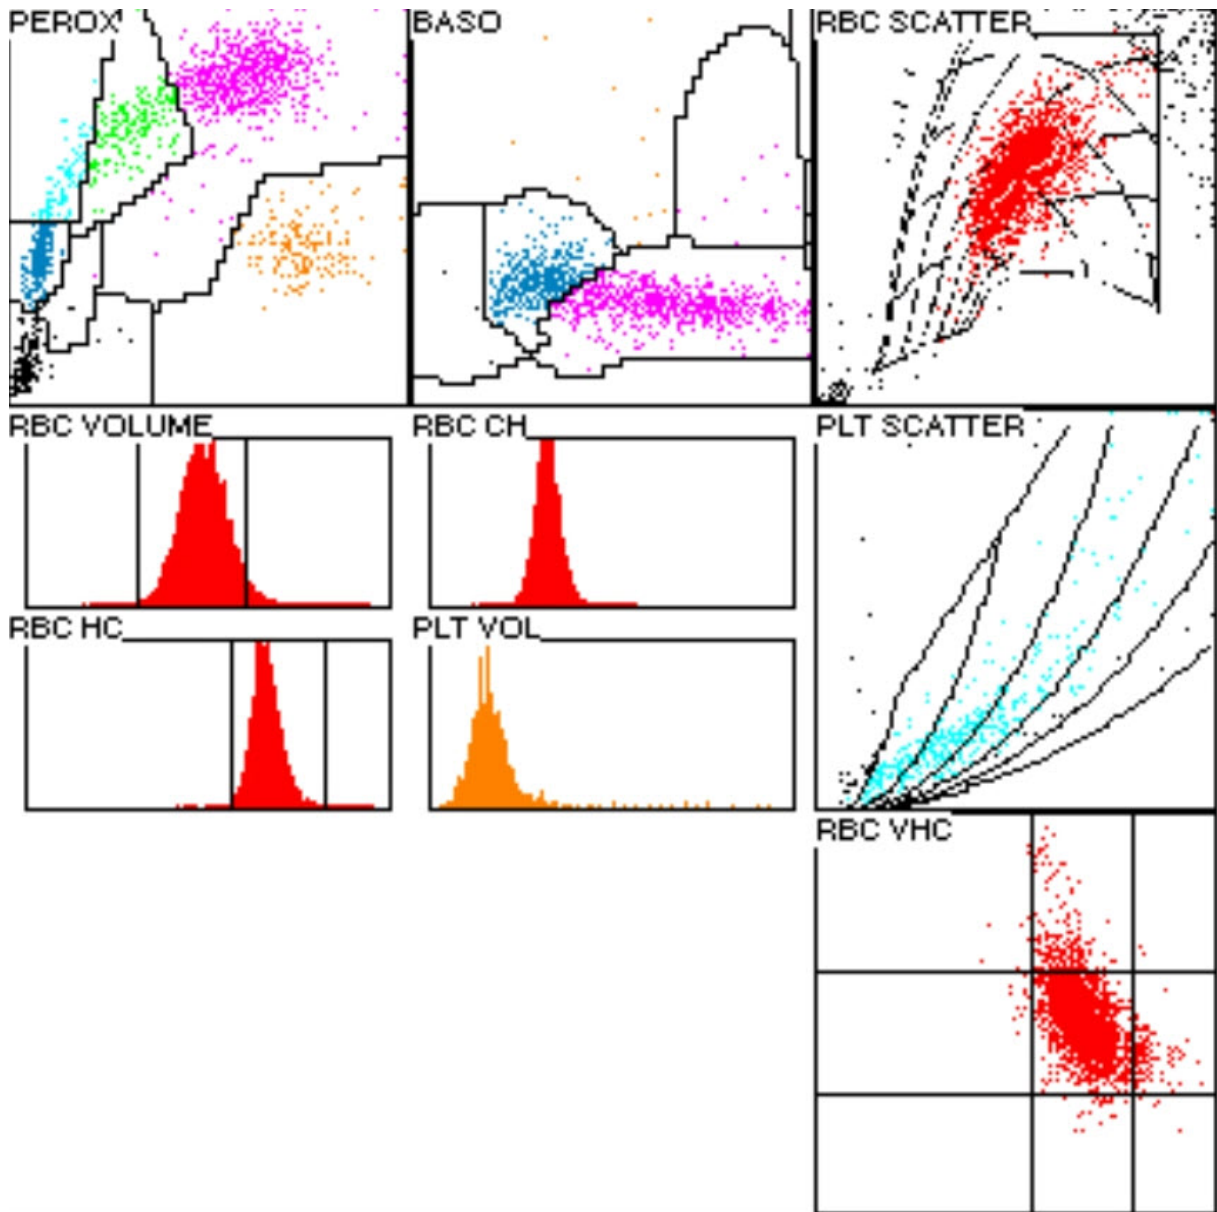 PEROX
BASO
RBC SCATTER
RBC VOLUME
RBC CH
PLT SCATTER
RBC HC
PLT VOL
RBC VHC